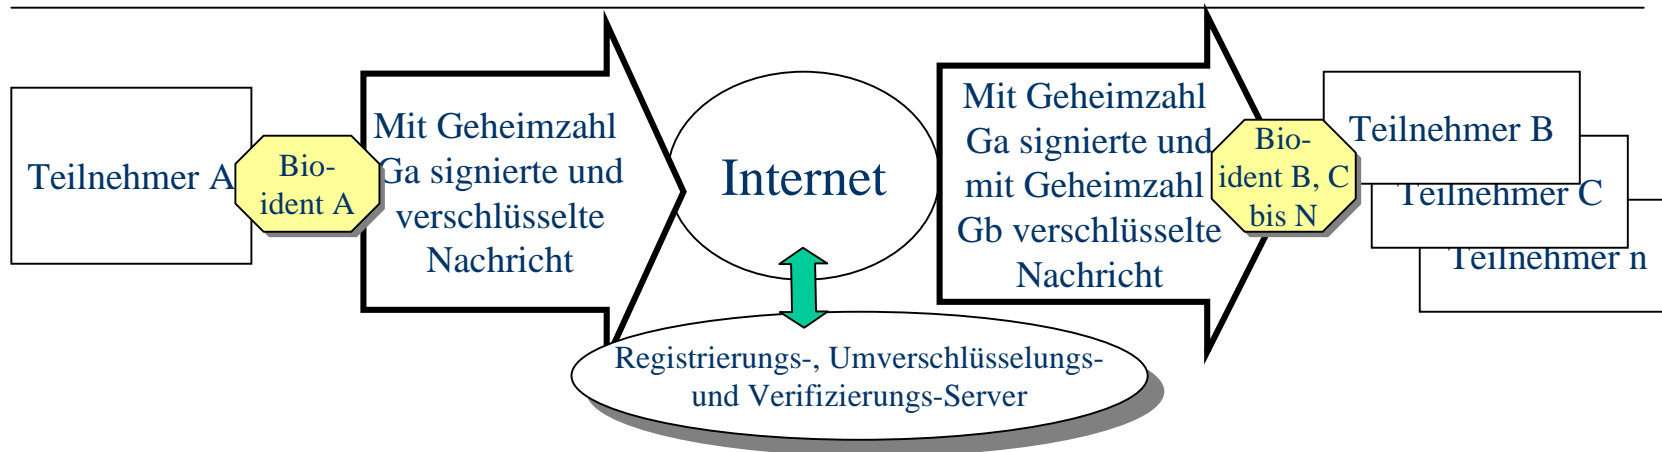 Teilnehmer A
Bio-
ident A
Mit Geheimzahl
Ga signierte und
verschlüsselte
Nachricht
Internet
Registrierungs-, Umverschlüsselungs-
und Verifizierungs-Server
Mit Geheimzahl
Ga signierte und
mit Geheimzahl
Gb verschlüsselte
Nachricht
Bio-
ident B, C
bis N
Teilnehmer B
Teilnehmer C
Teilnehmer n